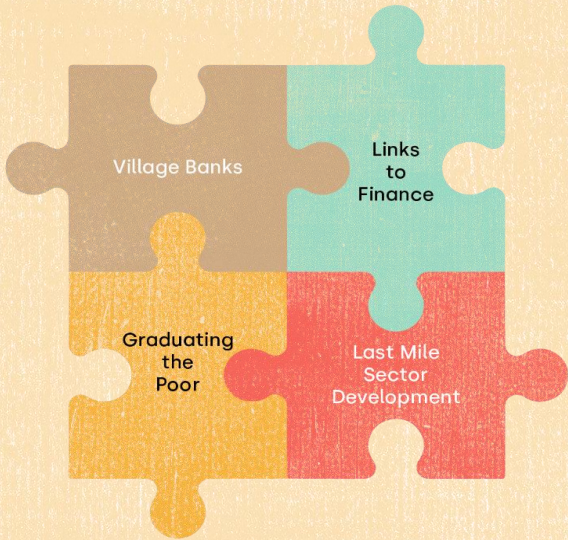 Village Banks
Links
to
Finance
Graduating
the
Poor
Last Mile
Sector
Development